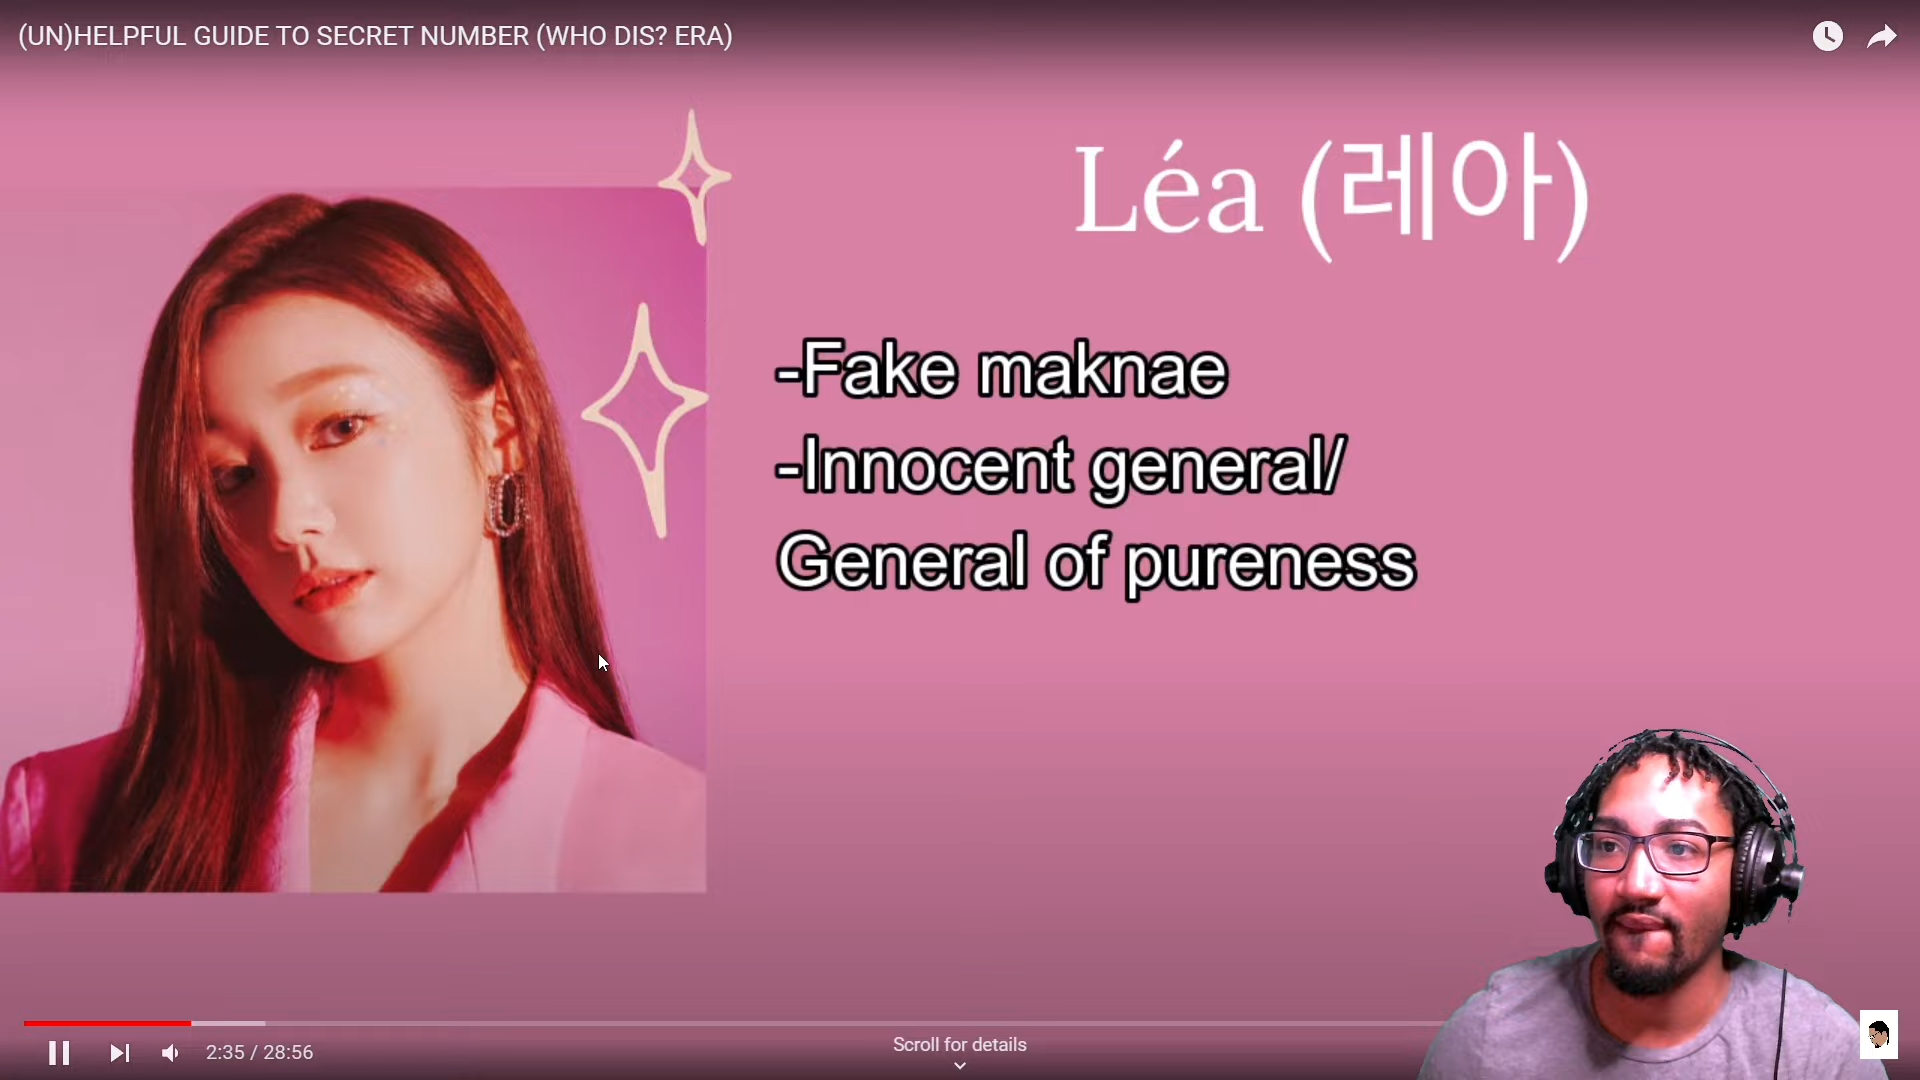 (UN)HELPFUL GUIDE TO SECRET NUMBER (WHO DIS? ERA)
Léa (레아)
-Fake maknae
-Innocent general/
General of pureness
2:35 / 28:56
Scroll for details